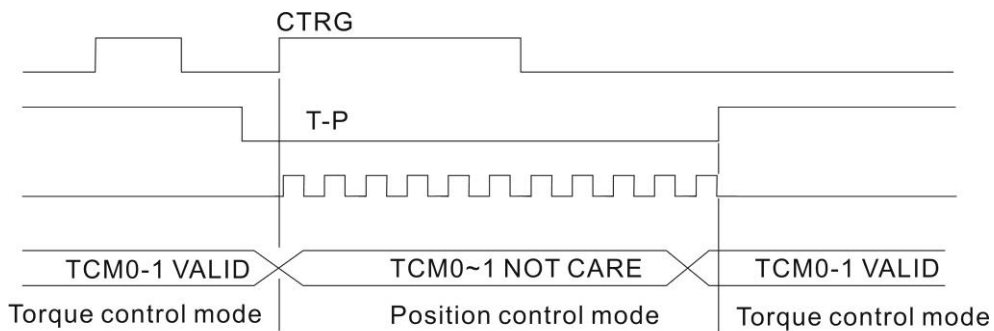 CTRG
T-P
TCM0-1 VALID TCM0~1 NOT CARE TCM0-1 VALID
Torque control mode Position control mode Torque control mode